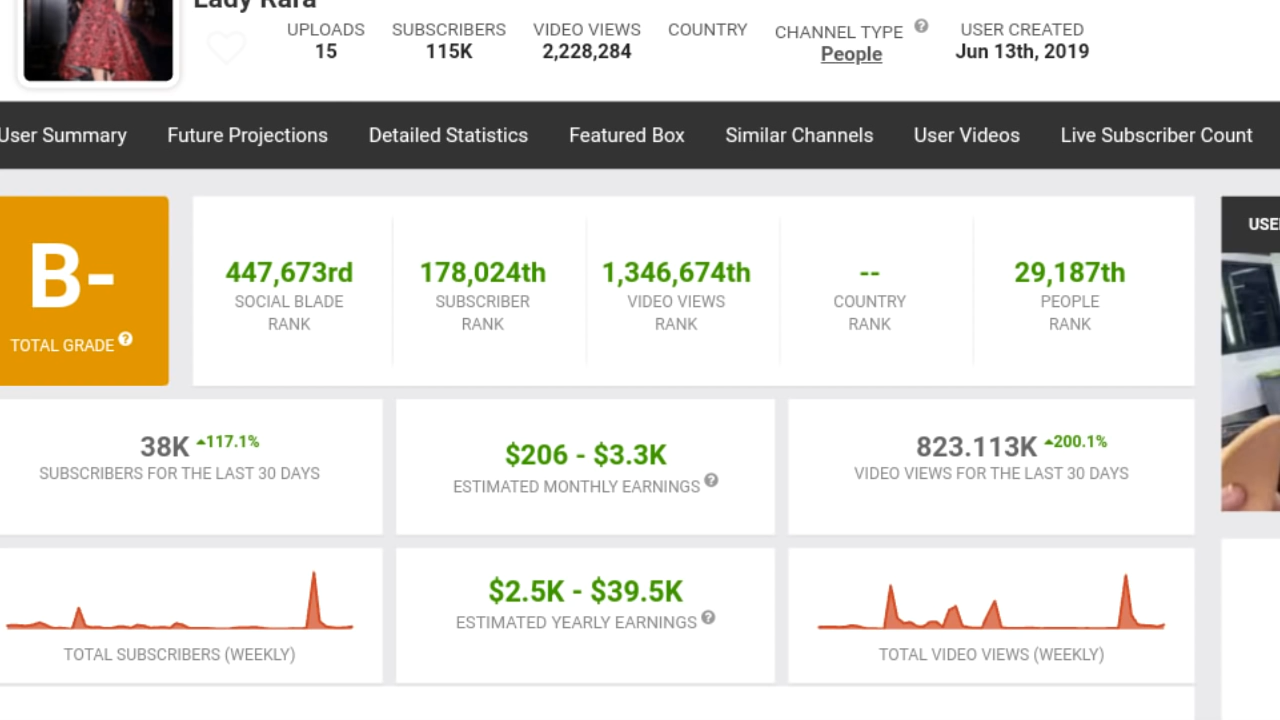 Lady Rara
UPLOADS
15
SUBSCRIBERS
115K
VIDEO VIEWS
2,228,284
COUNTRY
CHANNEL TYPE ?
People
USER CREATED
Jun 13th, 2019
User Summary
Future Projections
Detailed Statistics
Featured Box
Similar Channels
User Videos
Live Subscriber Count
B-
TOTAL GRADE ?
447,673rd
SOCIAL BLADE
RANK
178,024th
SUBSCRIBER
RANK
1,346,674th
VIDEO VIEWS
RANK
--
COUNTRY
RANK
29,187th
PEOPLE
RANK
38K 117.1%
SUBSCRIBERS FOR THE LAST 30 DAYS
$206 - $3.3K
ESTIMATED MONTHLY EARNINGS ?
823.113K 200.1%
VIDEO VIEWS FOR THE LAST 30 DAYS
TOTAL SUBSCRIBERS (WEEKLY)
$2.5K - $39.5K
ESTIMATED YEARLY EARNINGS ?
TOTAL VIDEO VIEWS (WEEKLY)